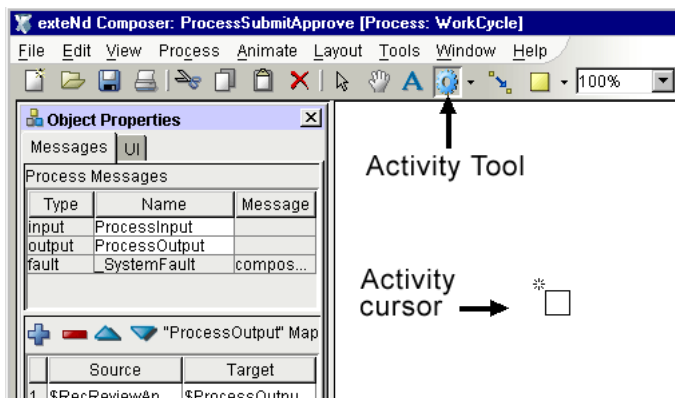 exteNd Composer: ProcessSubmitApprove [Process: WorkCycle]
File Edit View Process Animate Layout Tools Window Help
A 100%
Object Properties
Messages UI
Activity Tool
Process Messages
Type Name Message
input ProcessInput
output ProcessOutput
fault _SystemFault compos...
Activity
cursor
"ProcessOutput" Map
Source Target
1 $RecReviewAn $ProcessOutpu